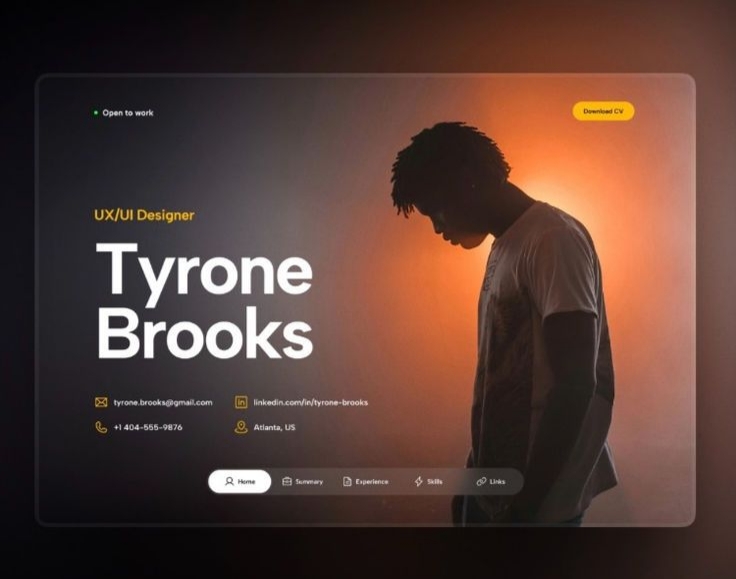 Open to work
Download CV
UX/UI Designer
Tyrone
Brooks
tyrone.brooks@gmail.com
in linkedin.com/in/tyrone-brooks
+1 404-555-9876
Atlanta, US
Home Summary Experience Skills Links